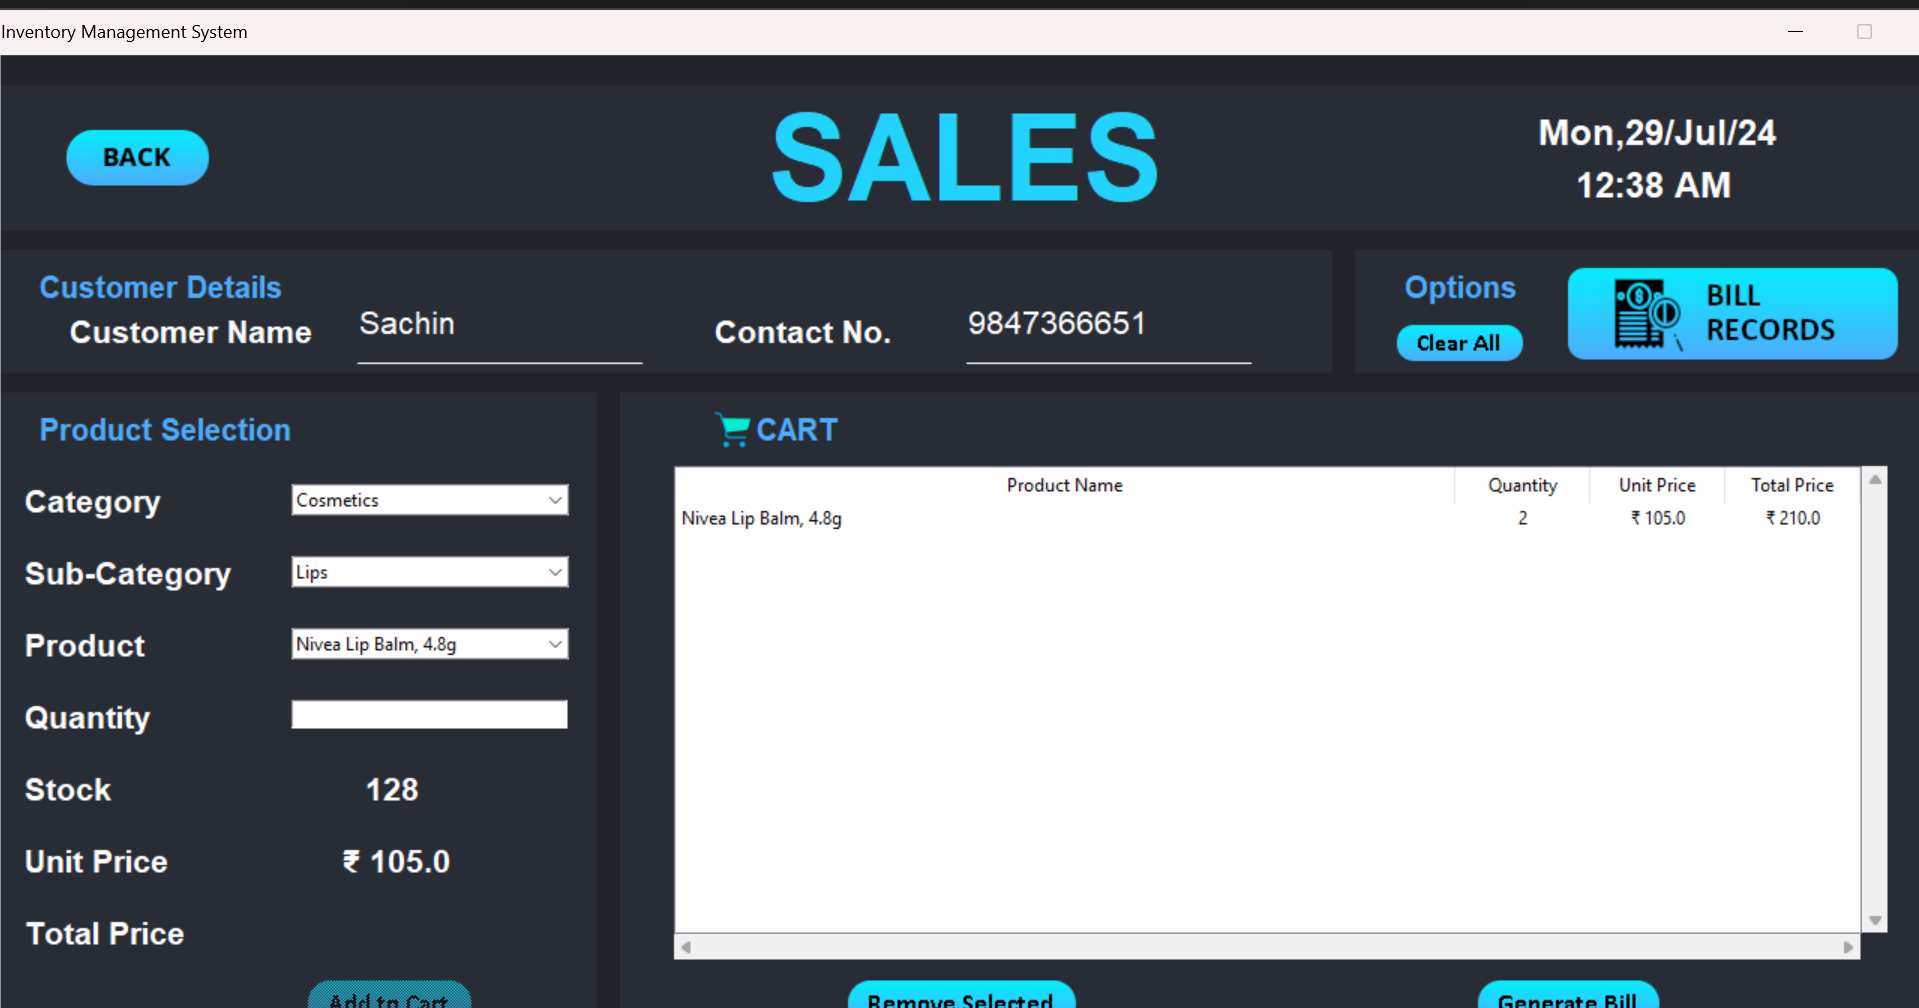 Inventory Management System
BACK
SALES
Mon,29/Jul/24
12:38 AM
Customer Details
Customer Name
Sachin
Contact No.
9847366651
Options
Clear All
BILL
RECORDS
Product Selection
Category
Cosmetics
Sub-Category
Lips
Product
Nivea Lip Balm, 4.8g
Quantity
Stock
128
Unit Price
₹ 105.0
Total Price
Add to Cart
CART
Product Name Quantity Unit Price Total Price
Nivea Lip Balm, 4.8g 2 ₹ 105.0 ₹ 210.0
Remove Selected
Generate Bill